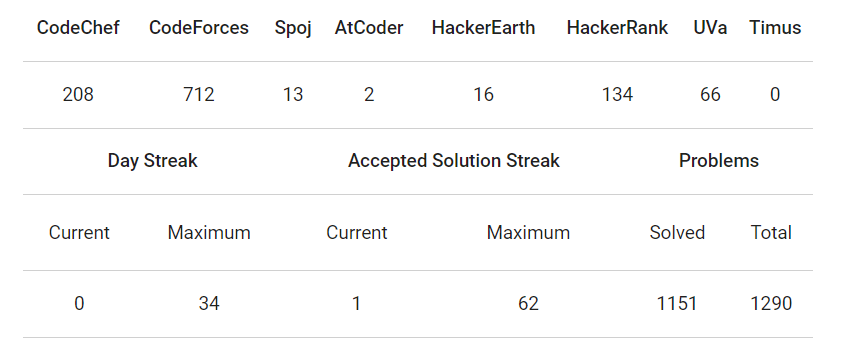 CodeChef CodeForces Spoj AtCoder HackerEarth HackerRank UVa Timus
208 712 13 2 16 134 66 0
Day Streak Accepted Solution Streak Problems
Current Maximum Current Maximum Solved Total
0 34 1 62 1151 1290